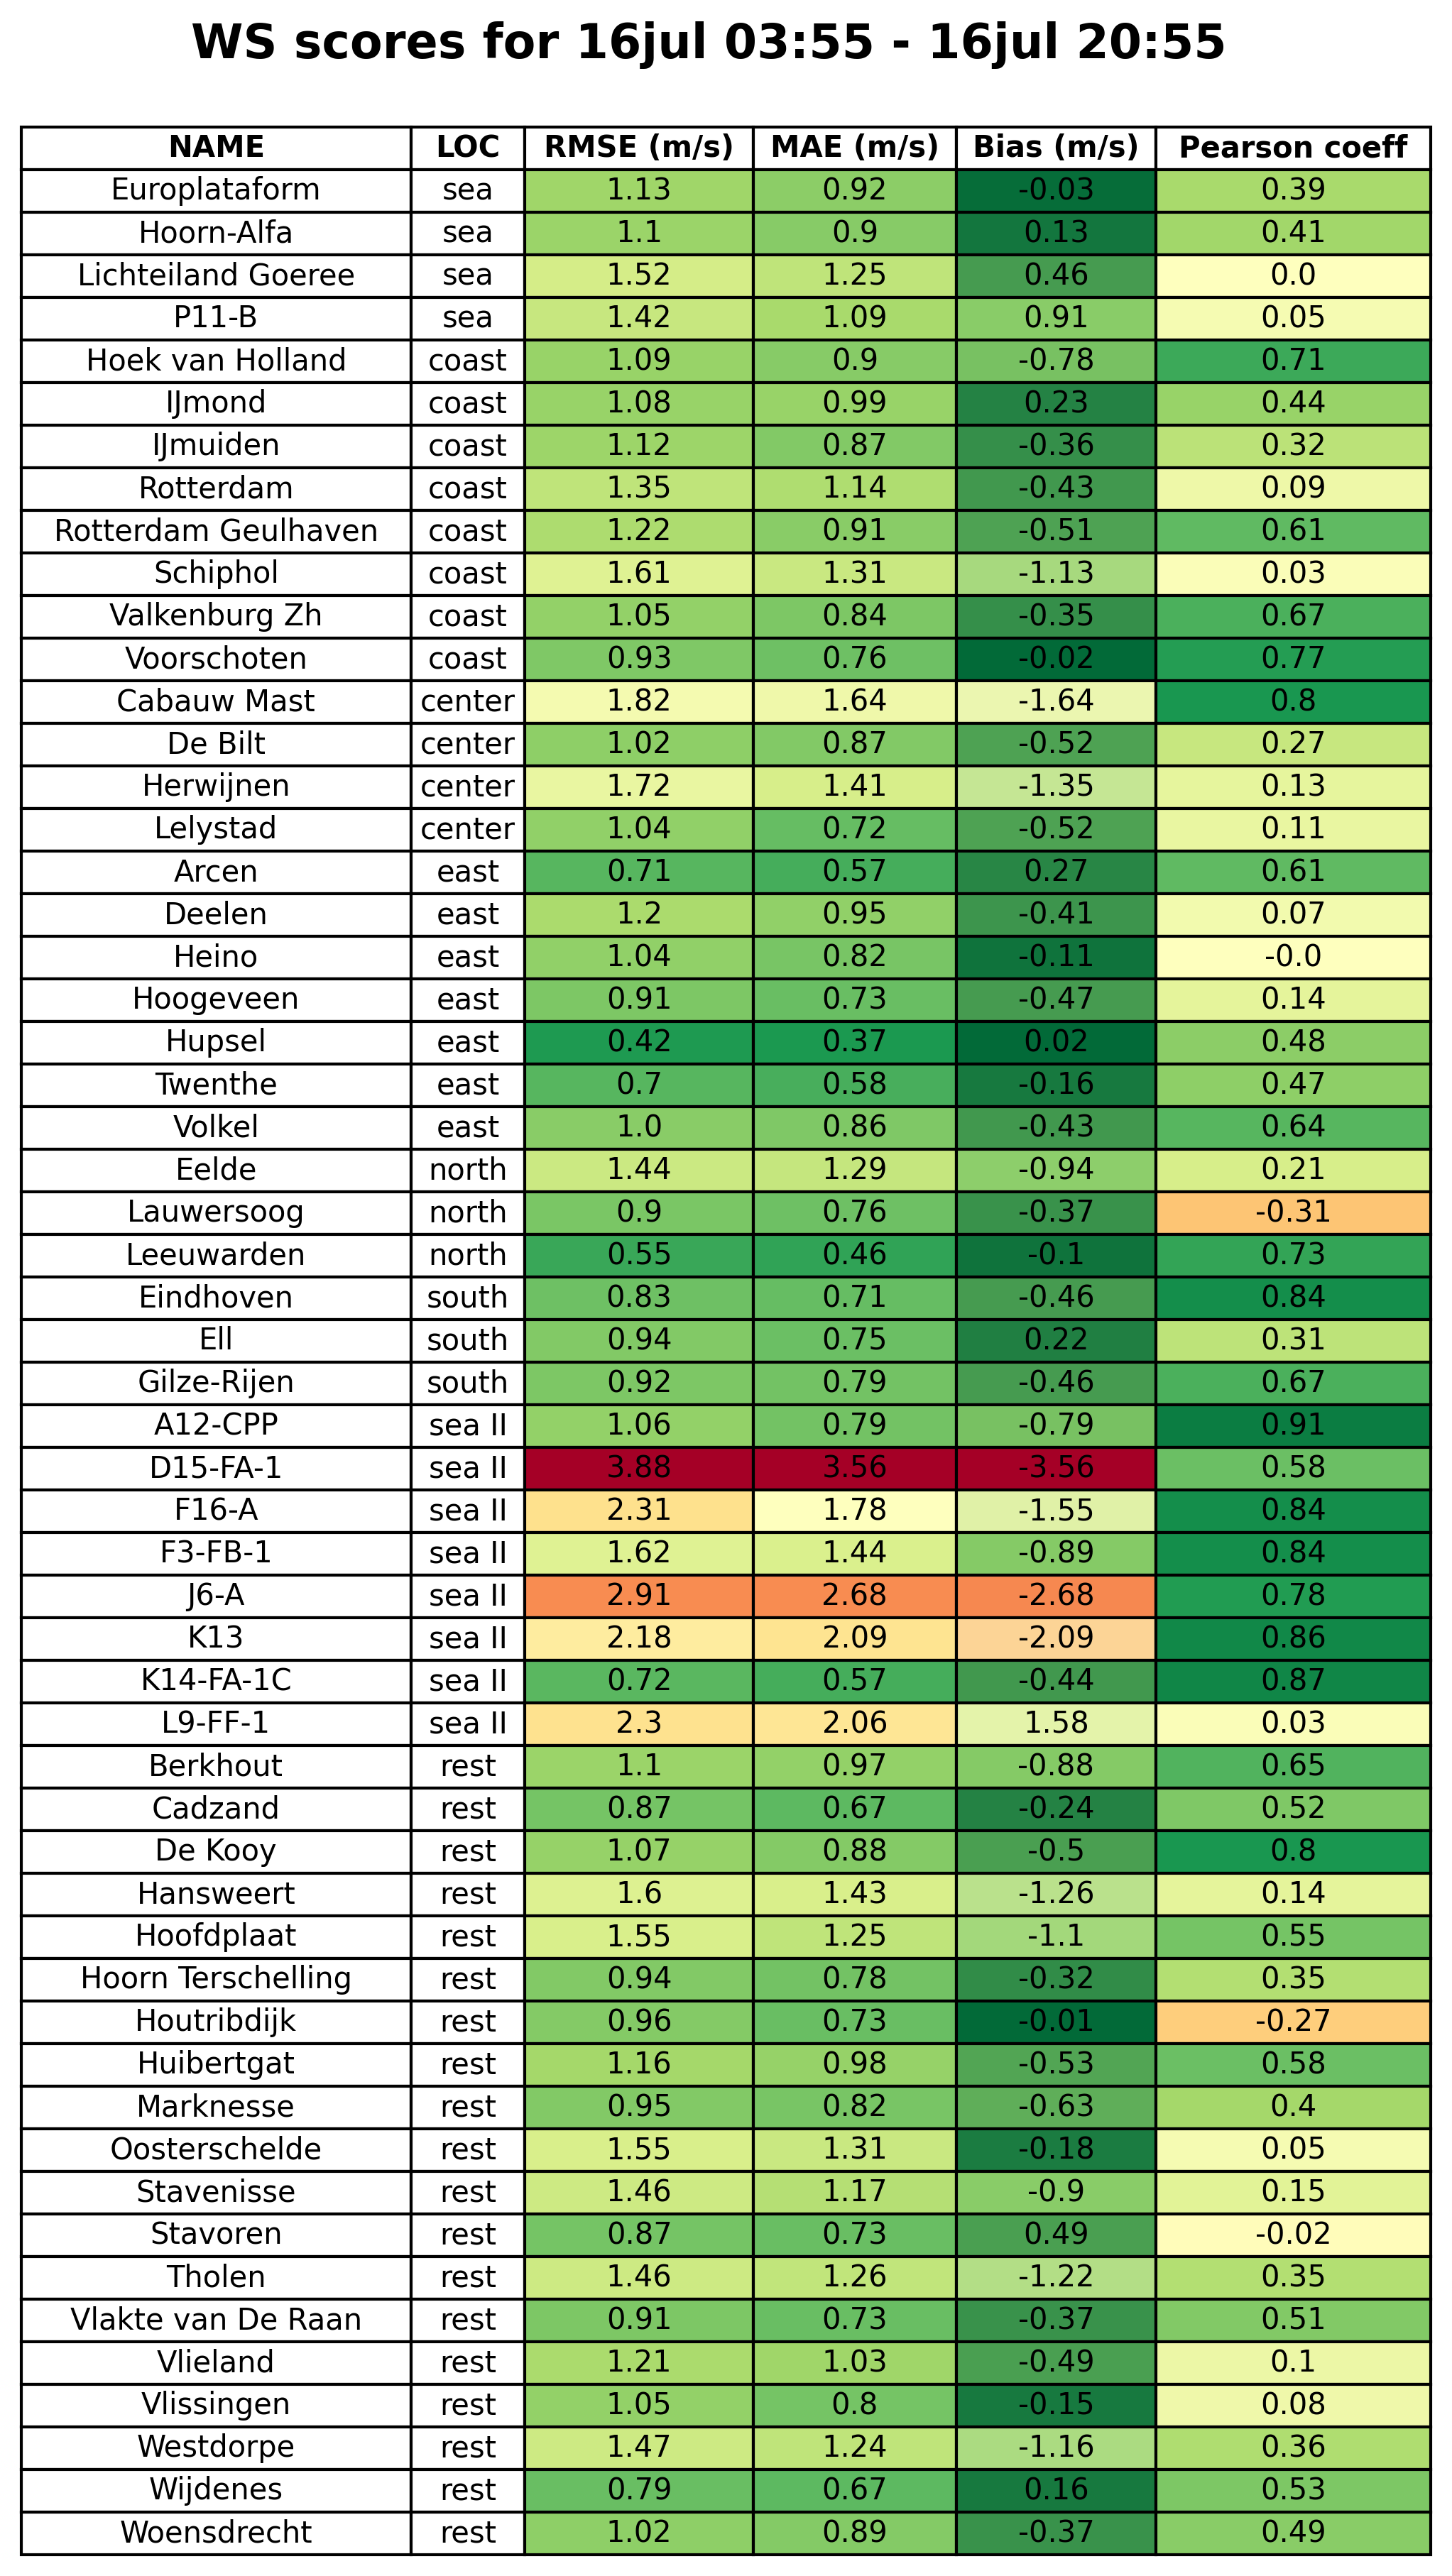 WS scores for 16jul 03:55 - 16jul 20:55
NAME LOC RMSE (m/s) MAE (m/s) Bias (m/s) Pearson coeff
Europlataform sea 1.13 0.92 -0.03 0.39
Hoorn-Alfa sea 1.1 0.9 0.13 0.41
Lichteiland Goeree sea 1.52 1.25 0.46 0.0
P11-B sea 1.42 1.09 0.91 0.05
Hoek van Holland coast 1.09 0.9 -0.78 0.71
IJmond coast 1.08 0.99 0.23 0.44
IJmuiden coast 1.12 0.87 -0.36 0.32
Rotterdam coast 1.35 1.14 -0.43 0.09
Rotterdam Geulhaven coast 1.22 0.91 -0.51 0.61
Schiphol coast 1.61 1.31 -1.13 0.03
Valkenburg Zh coast 1.05 0.84 -0.35 0.67
Voorschoten coast 0.93 0.76 -0.02 0.77
Cabauw Mast center 1.82 1.64 -1.64 0.8
De Bilt center 1.02 0.87 -0.52 0.27
Herwijnen center 1.72 1.41 -1.35 0.13
Lelystad center 1.04 0.72 -0.52 0.11
Arcen east 0.71 0.57 0.27 0.61
Deelen east 1.2 0.95 -0.41 0.07
Heino east 1.04 0.82 -0.11 -0.0
Hoogeveen east 0.91 0.73 -0.47 0.14
Hupsel east 0.42 0.37 0.02 0.48
Twenthe east 0.7 0.58 -0.16 0.47
Volkel east 1.0 0.86 -0.43 0.64
Eelde north 1.44 1.29 -0.94 0.21
Lauwersoog north 0.9 0.76 -0.37 -0.31
Leeuwarden north 0.55 0.46 -0.1 0.73
Eindhoven south 0.83 0.71 -0.46 0.84
Ell south 0.94 0.75 0.22 0.31
Gilze-Rijen south 0.92 0.79 -0.46 0.67
A12-CPP sea II 1.06 0.79 -0.79 0.91
D15-FA-1 sea II 3.88 3.56 -3.56 0.58
F16-A sea II 2.31 1.78 -1.55 0.84
F3-FB-1 sea II 1.62 1.44 -0.89 0.84
J6-A sea II 2.91 2.68 -2.68 0.78
K13 sea II 2.18 2.09 -2.09 0.86
K14-FA-1C sea II 0.72 0.57 -0.44 0.87
L9-FF-1 sea II 2.3 2.06 1.58 0.03
Berkhout rest 1.1 0.97 -0.88 0.65
Cadzand rest 0.87 0.67 -0.24 0.52
De Kooy rest 1.07 0.88 -0.5 0.8
Hansweert rest 1.6 1.43 -1.26 0.14
Hoofdplaat rest 1.55 1.25 -1.1 0.55
Hoorn Terschelling rest 0.94 0.78 -0.32 0.35
Houtribdijk rest 0.96 0.73 -0.01 -0.27
Huibertgat rest 1.16 0.98 -0.53 0.58
Marknesse rest 0.95 0.82 -0.63 0.4
Oosterschelde rest 1.55 1.31 -0.18 0.05
Stavenisse rest 1.46 1.17 -0.9 0.15
Stavoren rest 0.87 0.73 0.49 -0.02
Tholen rest 1.46 1.26 -1.22 0.35
Vlakte van De Raan rest 0.91 0.73 -0.37 0.51
Vlieland rest 1.21 1.03 -0.49 0.1
Vlissingen rest 1.05 0.8 -0.15 0.08
Westdorpe rest 1.47 1.24 -1.16 0.36
Wijdenes rest 0.79 0.67 0.16 0.53
Woensdrecht rest 1.02 0.89 -0.37 0.49